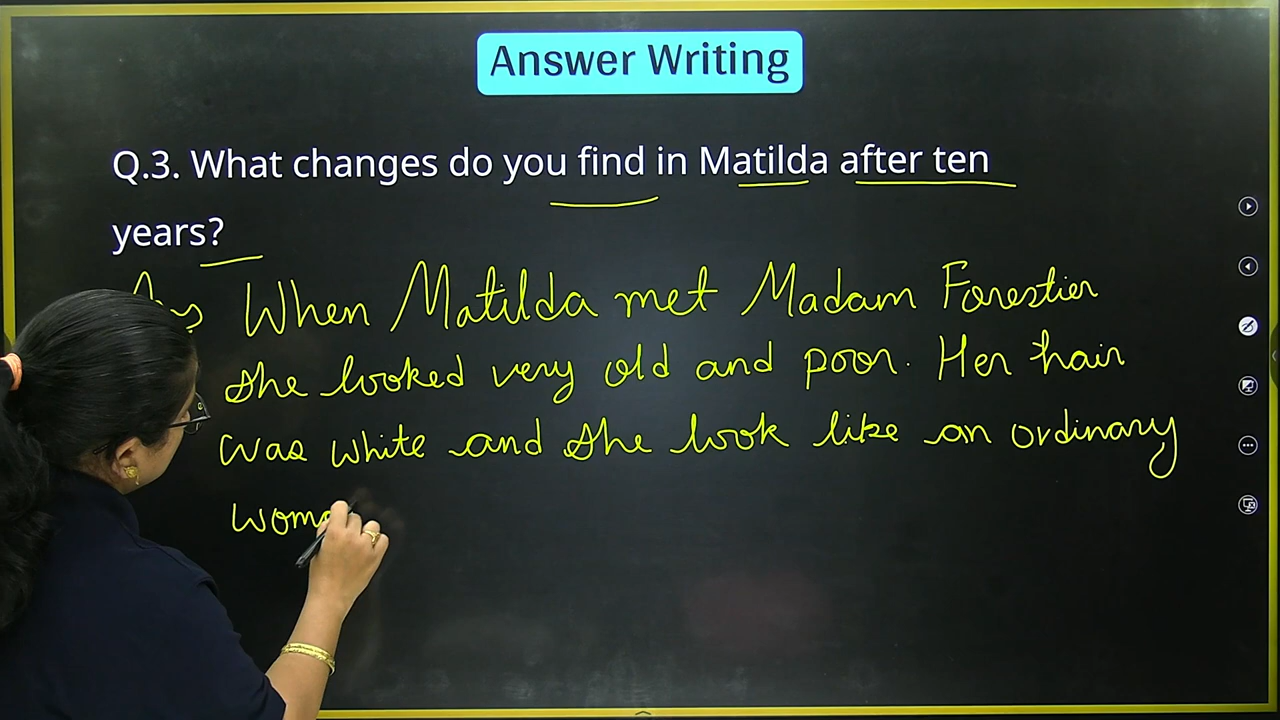 Answer Writing
Q.3. What changes do you find in Matilda after ten
years?
Ans When Matilda met Madam Forestier
she looked very old and poor. Her hair
was white and she look like an ordinary